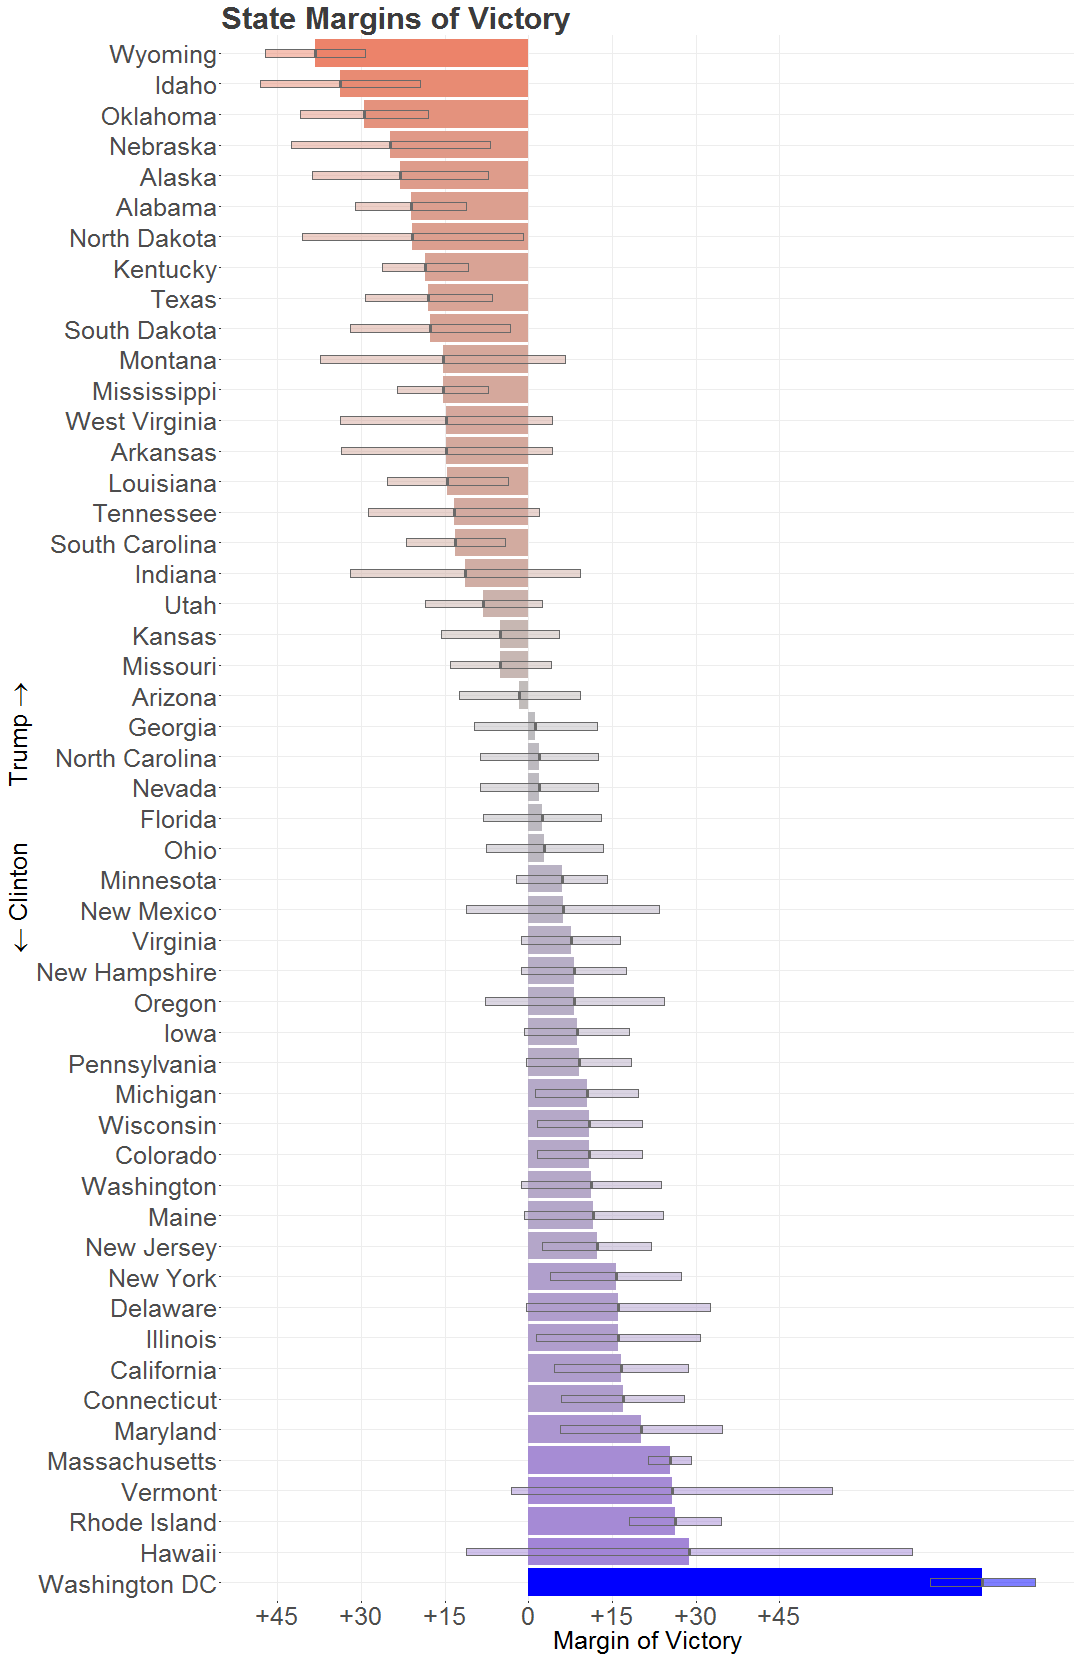 State Margins of Victory
Wyoming
Idaho
Oklahoma
Nebraska
Alaska
Alabama
North Dakota
Kentucky
Texas
South Dakota
Montana
Mississippi
West Virginia
Arkansas
Louisiana
Tennessee
South Carolina
Indiana
Utah
Kansas
Missouri
Arizona
Georgia
North Carolina
Nevada
Florida
Ohio
Minnesota
New Mexico
Virginia
New Hampshire
Oregon
Iowa
Pennsylvania
Michigan
Wisconsin
Colorado
Washington
Maine
New Jersey
New York
Delaware
Illinois
California
Connecticut
Maryland
Massachusetts
Vermont
Rhode Island
Hawaii
Washington DC
← Clinton Trump →
+45 +30 +15 0 +15 +30 +45
Margin of Victory